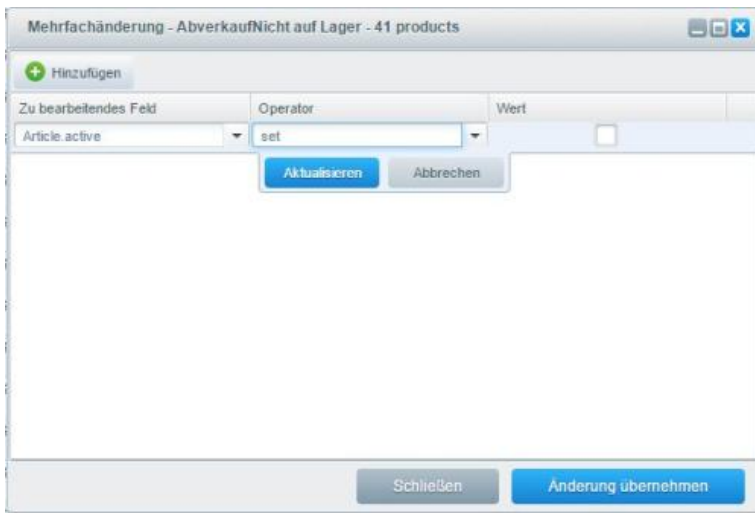 Mehrfachänderung - AbverkaufNicht auf Lager - 41 products
Hinzufügen
Zu bearbeitendes Feld Operator Wert
Article.active set
Aktualisieren Abbrechen
Schließen Änderung übernehmen